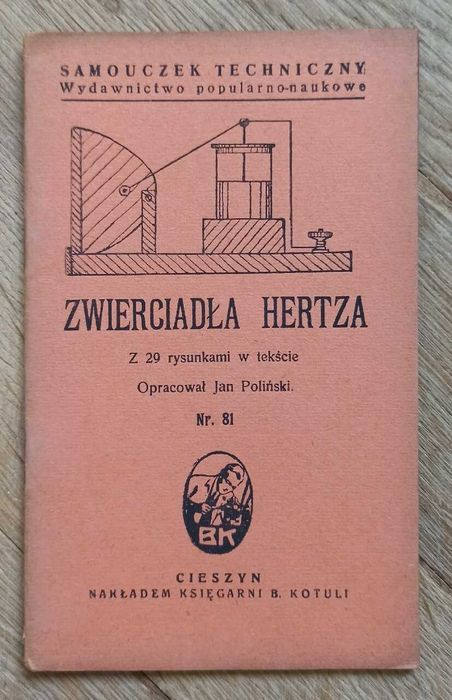 SAMOUCZEK TECHNICZNY
Wydawnictwo popularno-naukowe
ZWIERCIADŁA HERTZA
Z 29 rysunkami w tekście
Opracował Jan Poliński.
Nr. 81
BK
CIESZYN
NAKŁADEM KSIĘGARNI B. KOTULI